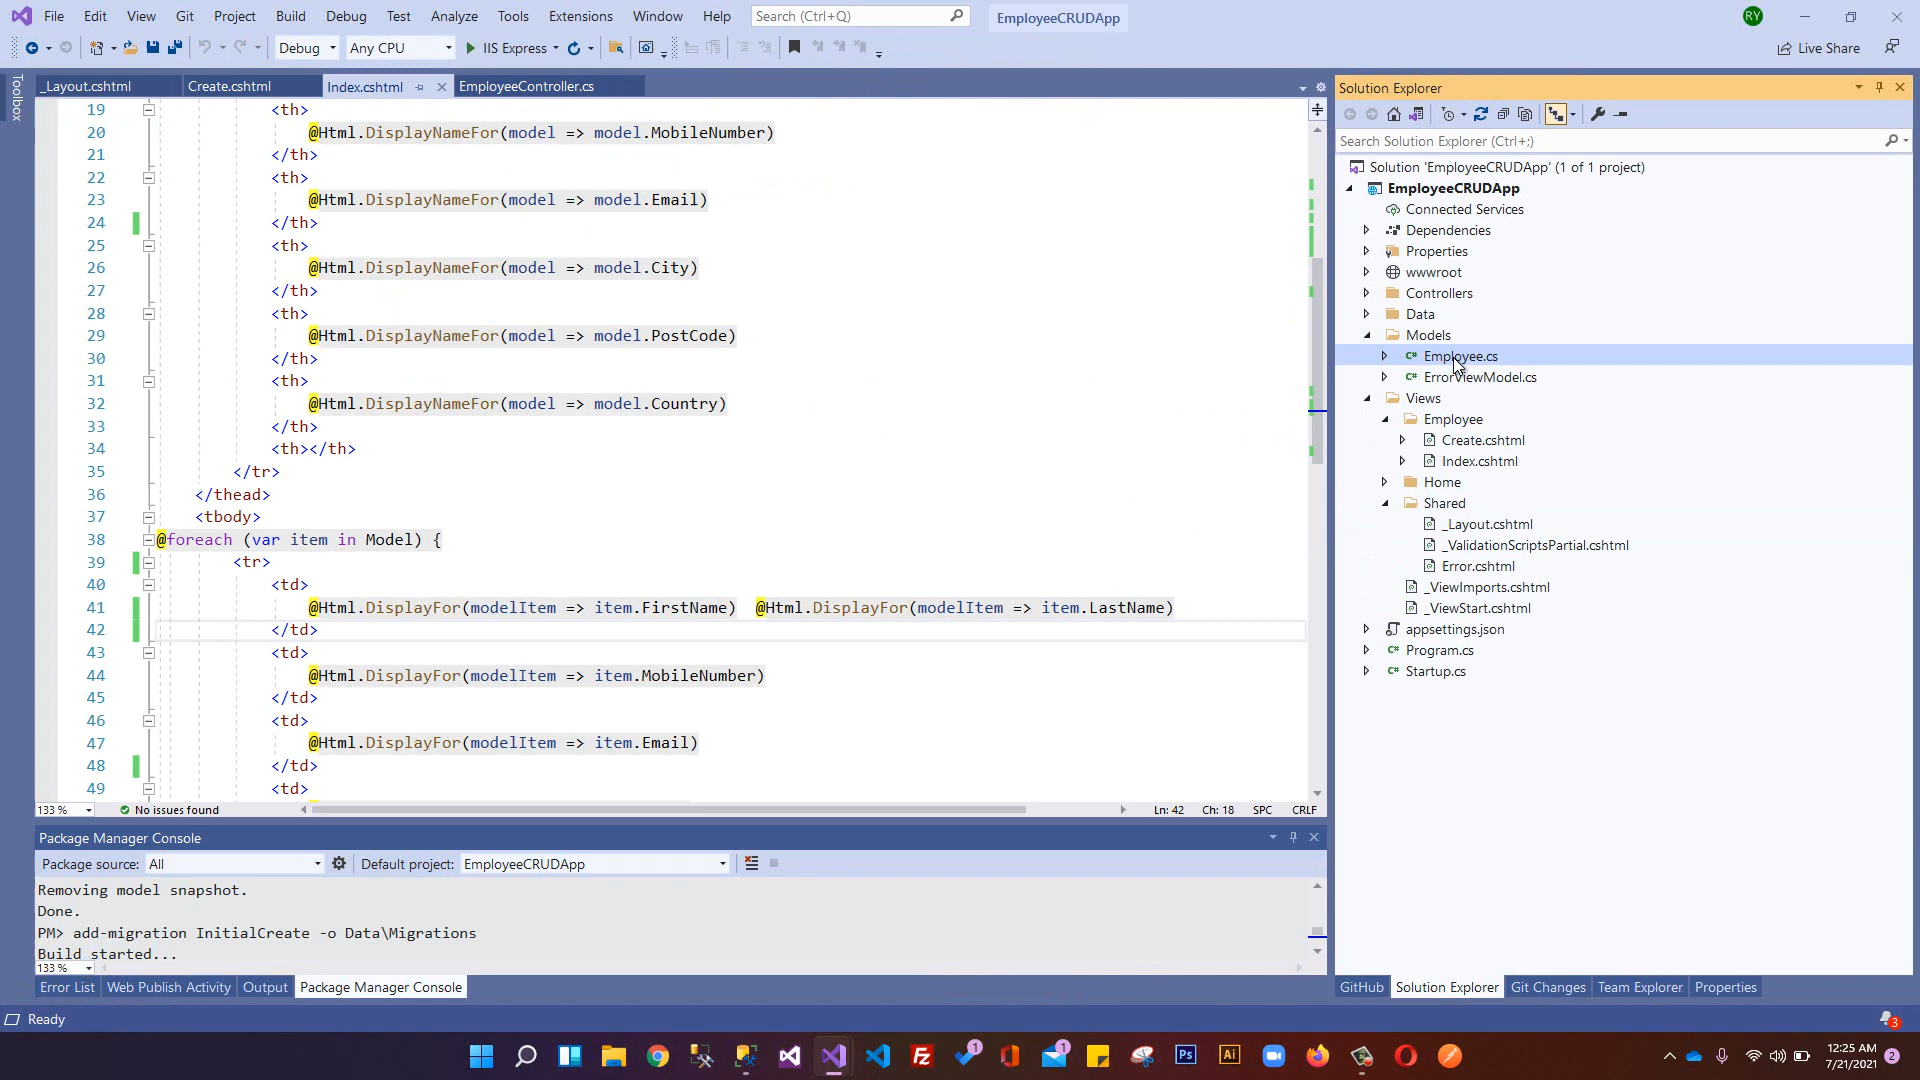 File Edit View Git Project Build Debug Test Analyze Tools Extensions Window Help Search (Ctrl+Q) EmployeeCRUDApp RY
Debug Any CPU IIS Express Live Share
Toolbox
_Layout.cshtml Create.cshtml Index.cshtml EmployeeController.cs
19 <th>
20 @Html.DisplayNameFor(model => model.MobileNumber)
21 </th>
22 <th>
23 @Html.DisplayNameFor(model => model.Email)
24 </th>
25 <th>
26 @Html.DisplayNameFor(model => model.City)
27 </th>
28 <th>
29 @Html.DisplayNameFor(model => model.PostCode)
30 </th>
31 <th>
32 @Html.DisplayNameFor(model => model.Country)
33 </th>
34 <th></th>
35 </tr>
36 </thead>
37 <tbody>
38 @foreach (var item in Model) {
39 <tr>
40 <td>
41 @Html.DisplayFor(modelItem => item.FirstName) @Html.DisplayFor(modelItem => item.LastName)
42 </td>
43 <td>
44 @Html.DisplayFor(modelItem => item.MobileNumber)
45 </td>
46 <td>
47 @Html.DisplayFor(modelItem => item.Email)
48 </td>
49 <td>
133 % No issues found Ln: 42 Ch: 18 SPC CRLF
Package Manager Console
Package source: All Default project: EmployeeCRUDApp
Removing model snapshot.
Done.
PM> add-migration InitialCreate -o Data\Migrations
Build started...
133 %
Error List Web Publish Activity Output Package Manager Console
Solution Explorer
Search Solution Explorer (Ctrl+;)
Solution 'EmployeeCRUDApp' (1 of 1 project)
EmployeeCRUDApp
Connected Services
Dependencies
Properties
wwwroot
Controllers
Data
Models
C# Employee.cs
C# ErrorViewModel.cs
Views
Employee
Create.cshtml
Index.cshtml
Home
Shared
_Layout.cshtml
_ValidationScriptsPartial.cshtml
Error.cshtml
_ViewImports.cshtml
_ViewStart.cshtml
appsettings.json
C# Program.cs
C# Startup.cs
GitHub Solution Explorer Git Changes Team Explorer Properties
Ready 3
1 1 Ps Ai 12:25 AM 2
7/21/2021